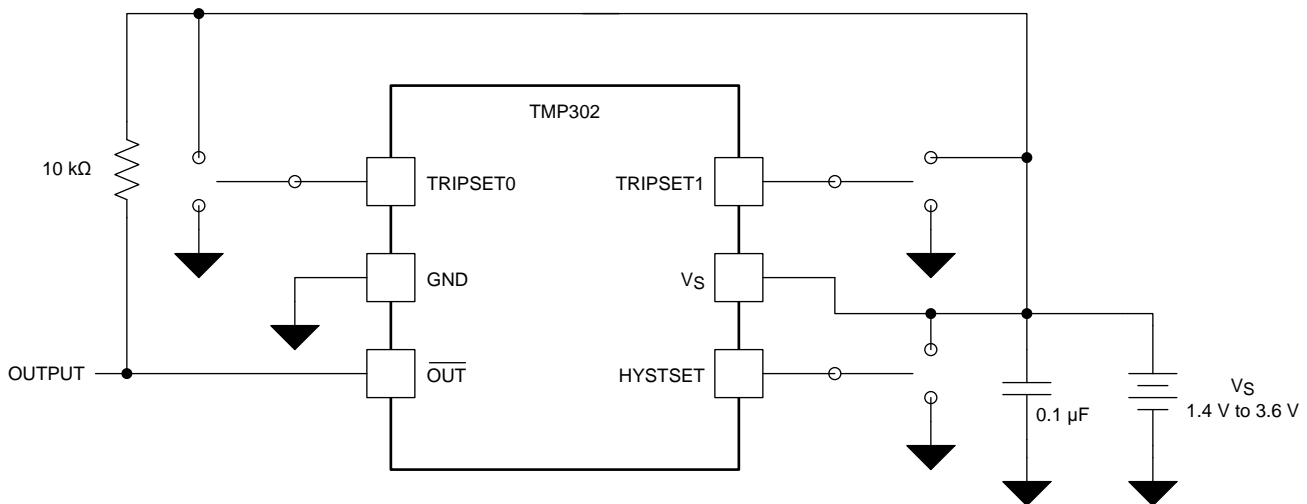 TMP302
10 kΩ
TRIPSET0
TRIPSET1
GND
VS
OUTPUT
OUT
HYSTSET
0.1 µF
VS
1.4 V to 3.6 V